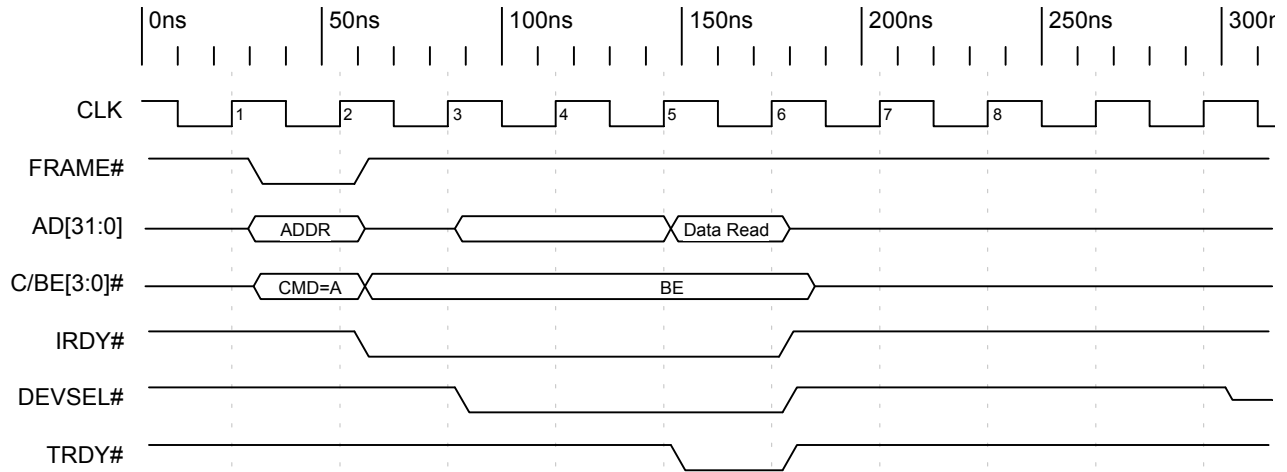 0ns 50ns 100ns 150ns 200ns 250ns 300n
CLK 1 2 3 4 5 6 7 8
FRAME#
AD[31:0] ADDR Data Read
C/BE[3:0]# CMD=A BE
IRDY#
DEVSEL#
TRDY#